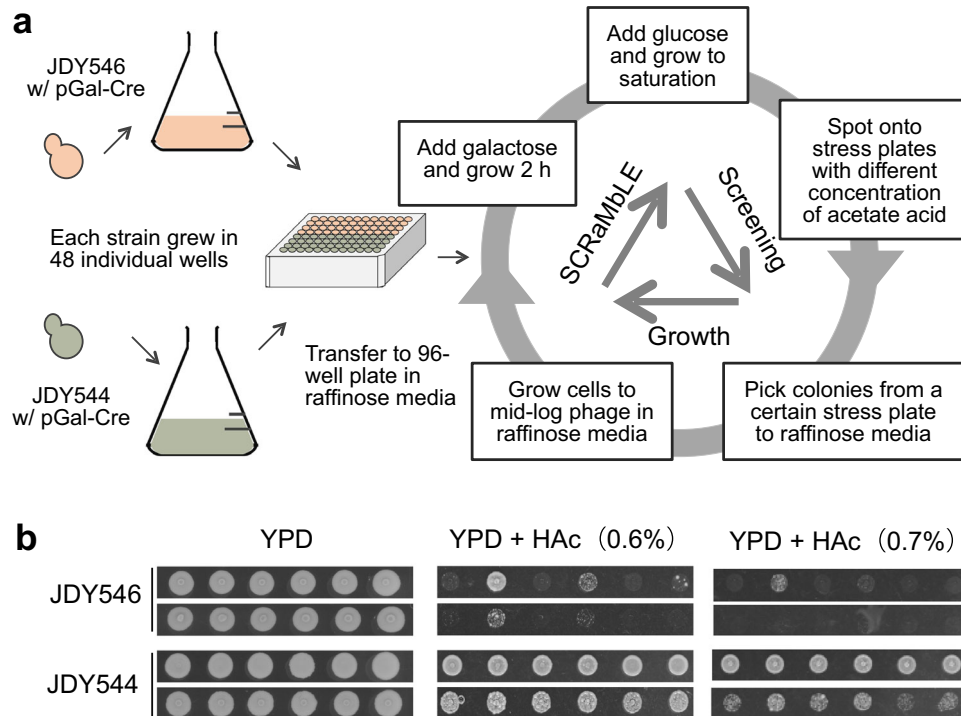 a
JDY546
w/ pGal-Cre
Each strain grew in
48 individual wells
JDY544
w/ pGal-Cre
Transfer to 96-
well plate in
raffinose media
Add glucose
and grow to
saturation
Add galactose
and grow 2 h
Spot onto
stress plates
with different
concentration
of acetate acid
SCRaMbLE
Screening
Growth
Grow cells to
mid-log phage in
raffinose media
Pick colonies from a
certain stress plate
to raffinose media
b
YPD
YPD + HAc（0.6%）
YPD + HAc（0.7%）
JDY546
JDY544